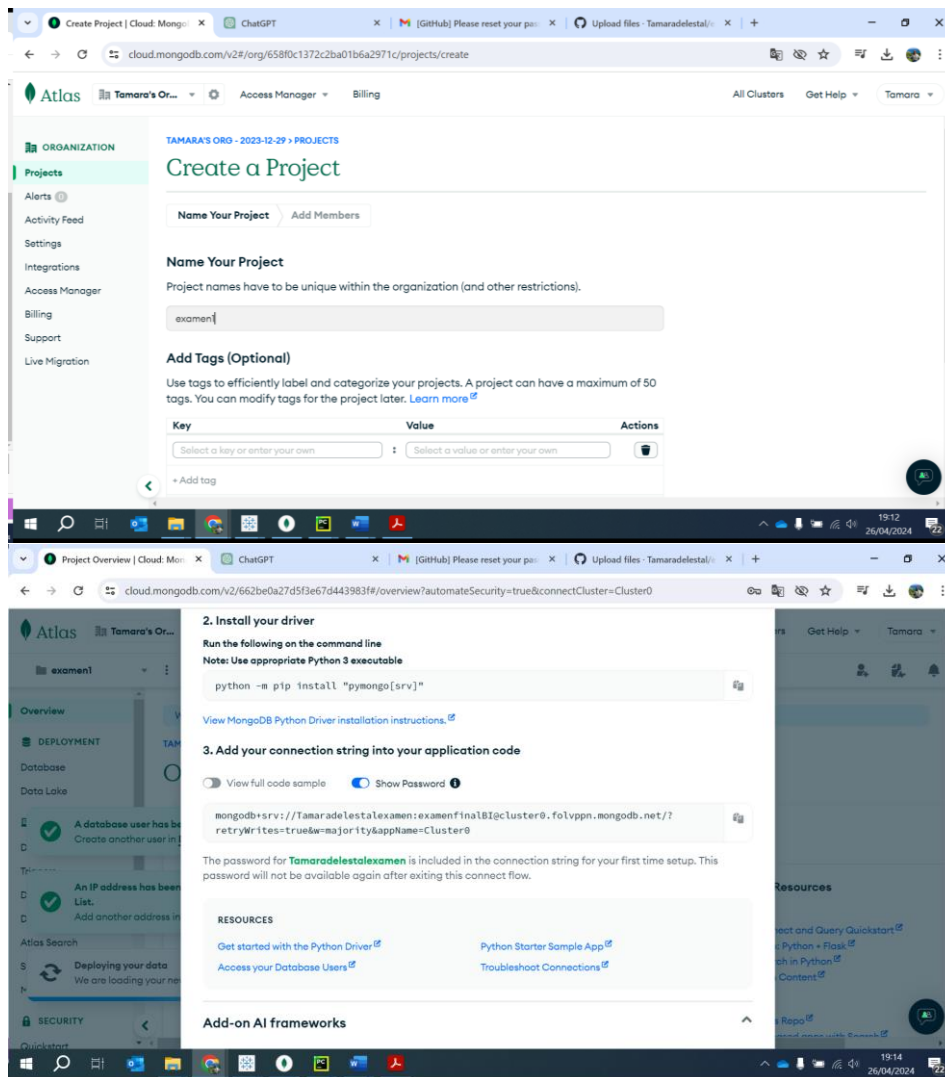 Create Project | Cloud: Mongo
ChatGPT
[GitHub] Please reset your pas
Upload files · Tamaradelestal/e
cloud.mongodb.com/v2#/org/658f0c1372c2ba01b6a2971c/projects/create
Atlas
Tamara's Or...
Access Manager
Billing
All Clusters
Get Help
Tamara
ORGANIZATION
Projects
Alerts 0
Activity Feed
Settings
Integrations
Access Manager
Billing
Support
Live Migration
TAMARA'S ORG - 2023-12-29 > PROJECTS
Create a Project
Name Your Project
Add Members
Name Your Project
Project names have to be unique within the organization (and other restrictions).
examen1
Add Tags (Optional)
Use tags to efficiently label and categorize your projects. A project can have a maximum of 50
tags. You can modify tags for the project later. Learn more
Key Value Actions
Select a key or enter your own : Select a value or enter your own
+ Add tag
19:12
26/04/2024
22
Project Overview | Cloud: Mon
ChatGPT
[GitHub] Please reset your pas
Upload files · Tamaradelestal/e
cloud.mongodb.com/v2/662be0a27d5f3e67d443983f#/overview?automateSecurity=true&connectCluster=Cluster0
Atlas
Tamara's Or...
Get Help
Tamara
examen1
Overview
DEPLOYMENT
Database
Data Lake
A database user has be
Create another user in
An IP address has been
List.
Add another address in
Atlas Search
Deploying your data
We are loading your ne
SECURITY
Quickstart
2. Install your driver
Run the following on the command line
Note: Use appropriate Python 3 executable
python -m pip install "pymongo[srv]"
View MongoDB Python Driver installation instructions.
3. Add your connection string into your application code
View full code sample
Show Password
mongodb+srv://Tamaradelestalexamen:examenfinalBI@cluster0.folvppn.mongodb.net/?
retryWrites=true&w=majority&appName=Cluster0
The password for Tamaradelestalexamen is included in the connection string for your first time setup. This
password will not be available again after exiting this connect flow.
RESOURCES
Get started with the Python Driver
Python Starter Sample App
Access your Database Users
Troubleshoot Connections
Add-on AI frameworks
Resources
ect and Query Quickstart
Python + Flask
ch in Python
Content
Repo
19:14
26/04/2024
22